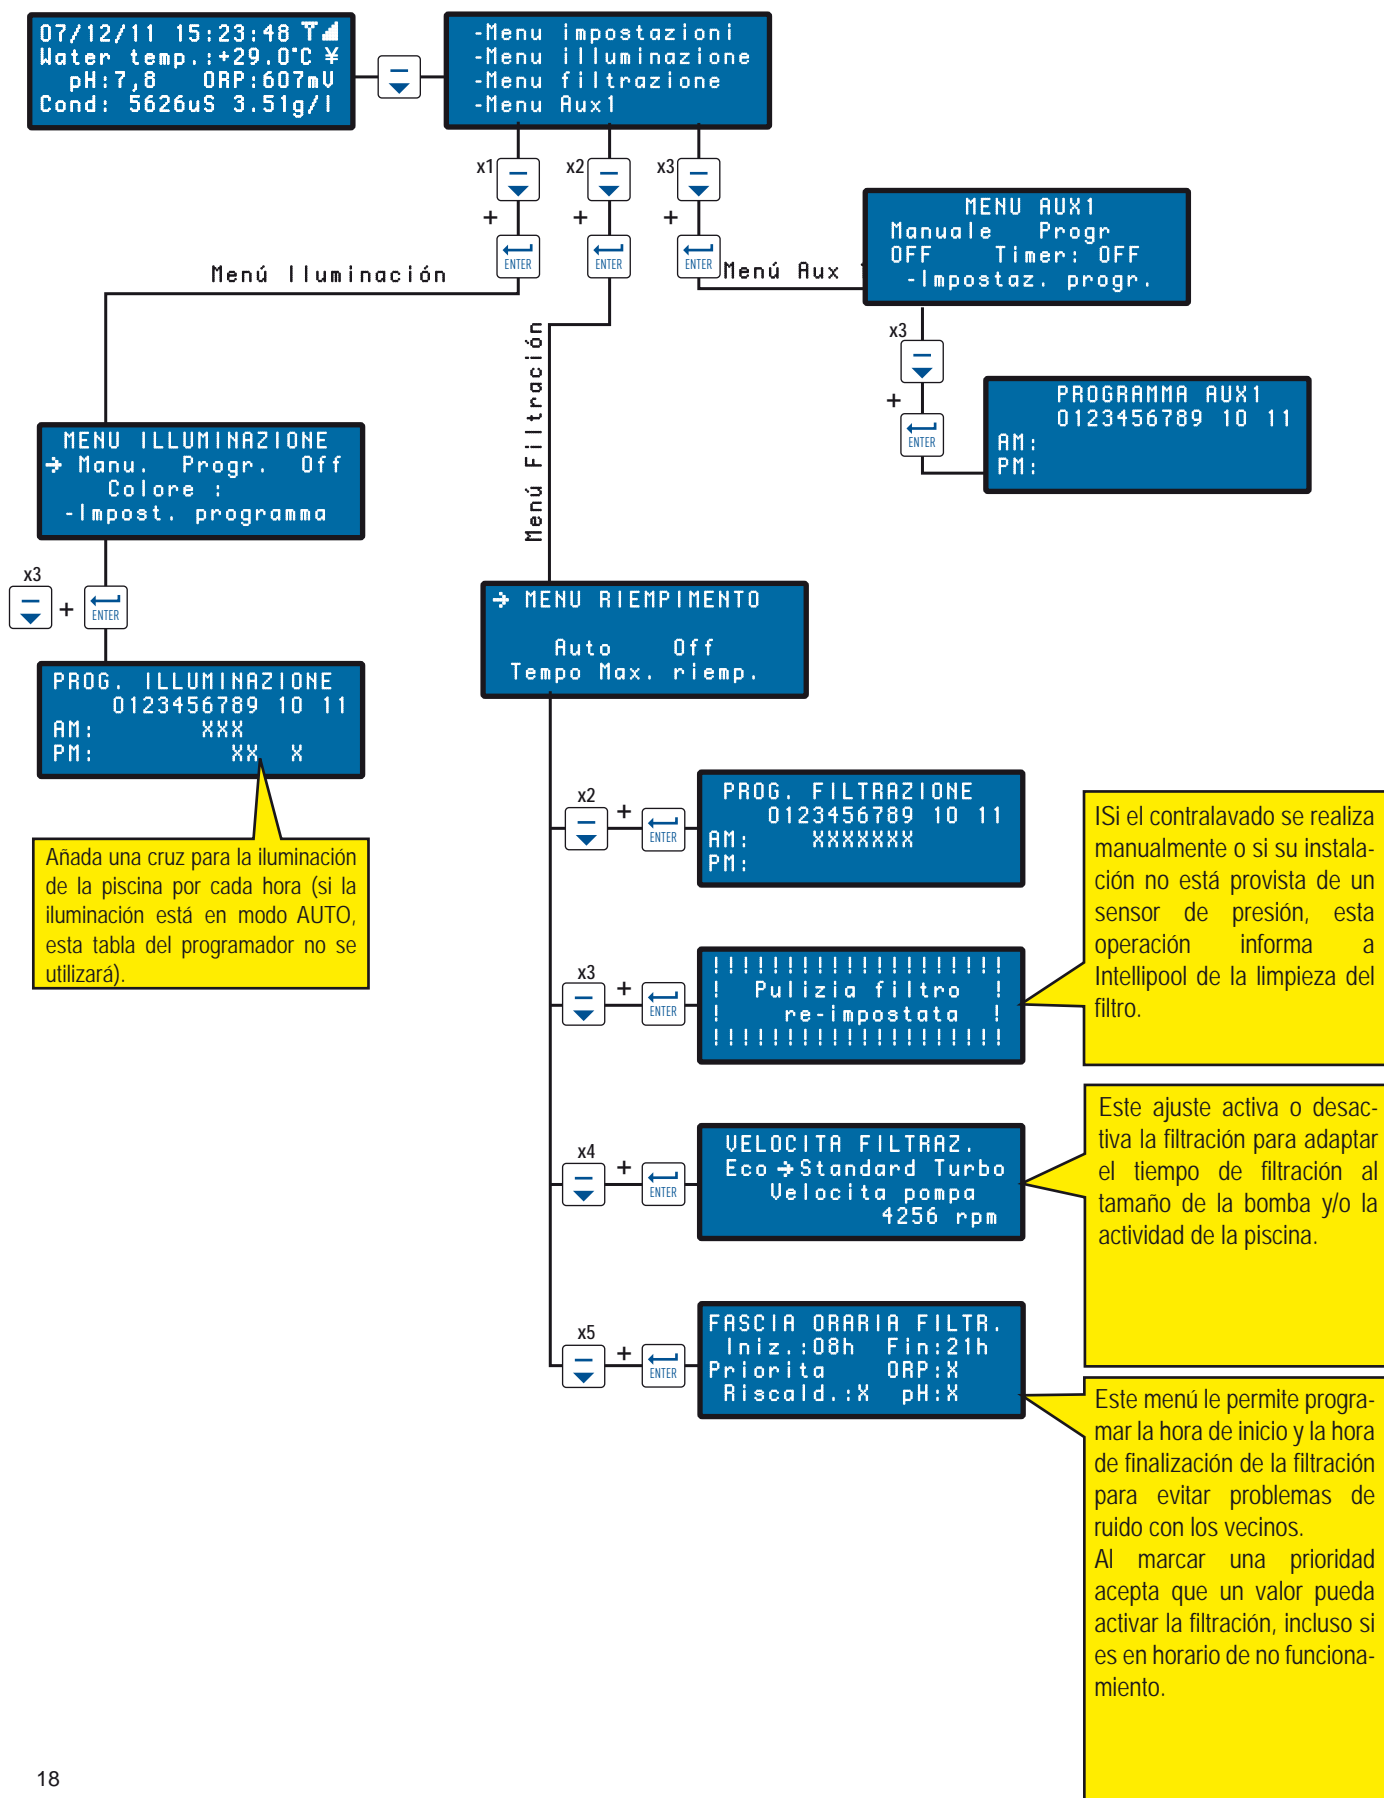 07/12/11 15:23:48
Water temp.:+29.0°C ¥
pH:7,8 ORP:607mV
Cond: 5626uS 3.51g/l
-Menu impostazioni
-Menu illuminazione
-Menu filtrazione
-Menu Aux1
x1
x2
x3
+
+
+
ENTER
ENTER
ENTER
Menú Iluminación
Menú Filtración
Menú Aux 1
MENU AUX1
Manuale Progr
OFF Timer: OFF
-Impostaz. progr.
x3
+
ENTER
PROGRAMMA AUX1
0123456789 10 11
AM:
PM:
MENU ILLUMINAZIONE
→ Manu. Progr. Off
Colore :
-Impost. programma
x3
+
ENTER
PROG. ILLUMINAZIONE
0123456789 10 11
AM: XXX
PM: XX X
Añada una cruz para la iluminación
de la piscina por cada hora (si la
iluminación está en modo AUTO,
esta tabla del programador no se
utilizará).
→ MENU RIEMPIMENTO
Auto Off
Tempo Max. riemp.
x2
+
ENTER
PROG. FILTRAZIONE
0123456789 10 11
AM: XXXXXXX
PM:
ISi el contralavado se realiza
manualmente o si su instala-
ción no está provista de un
sensor de presión, esta
operación informa a
Intellipool de la limpieza del
filtro.
x3
+
ENTER
!!!!!!!!!!!!!!!!!!!!
! Pulizia filtro !
! re-impostata !
!!!!!!!!!!!!!!!!!!!!
x4
+
ENTER
VELOCITA FILTRAZ.
Eco →Standard Turbo
Velocita pompa
4256 rpm
Este ajuste activa o desac-
tiva la filtración para adaptar
el tiempo de filtración al
tamaño de la bomba y/o la
actividad de la piscina.
x5
+
ENTER
FASCIA ORARIA FILTR.
Iniz.:08h Fin:21h
Priorita ORP:X
Riscald.:X pH:X
Este menú le permite progra-
mar la hora de inicio y la hora
de finalización de la filtración
para evitar problemas de
ruido con los vecinos.
Al marcar una prioridad
acepta que un valor pueda
activar la filtración, incluso si
es en horario de no funciona-
miento.
18